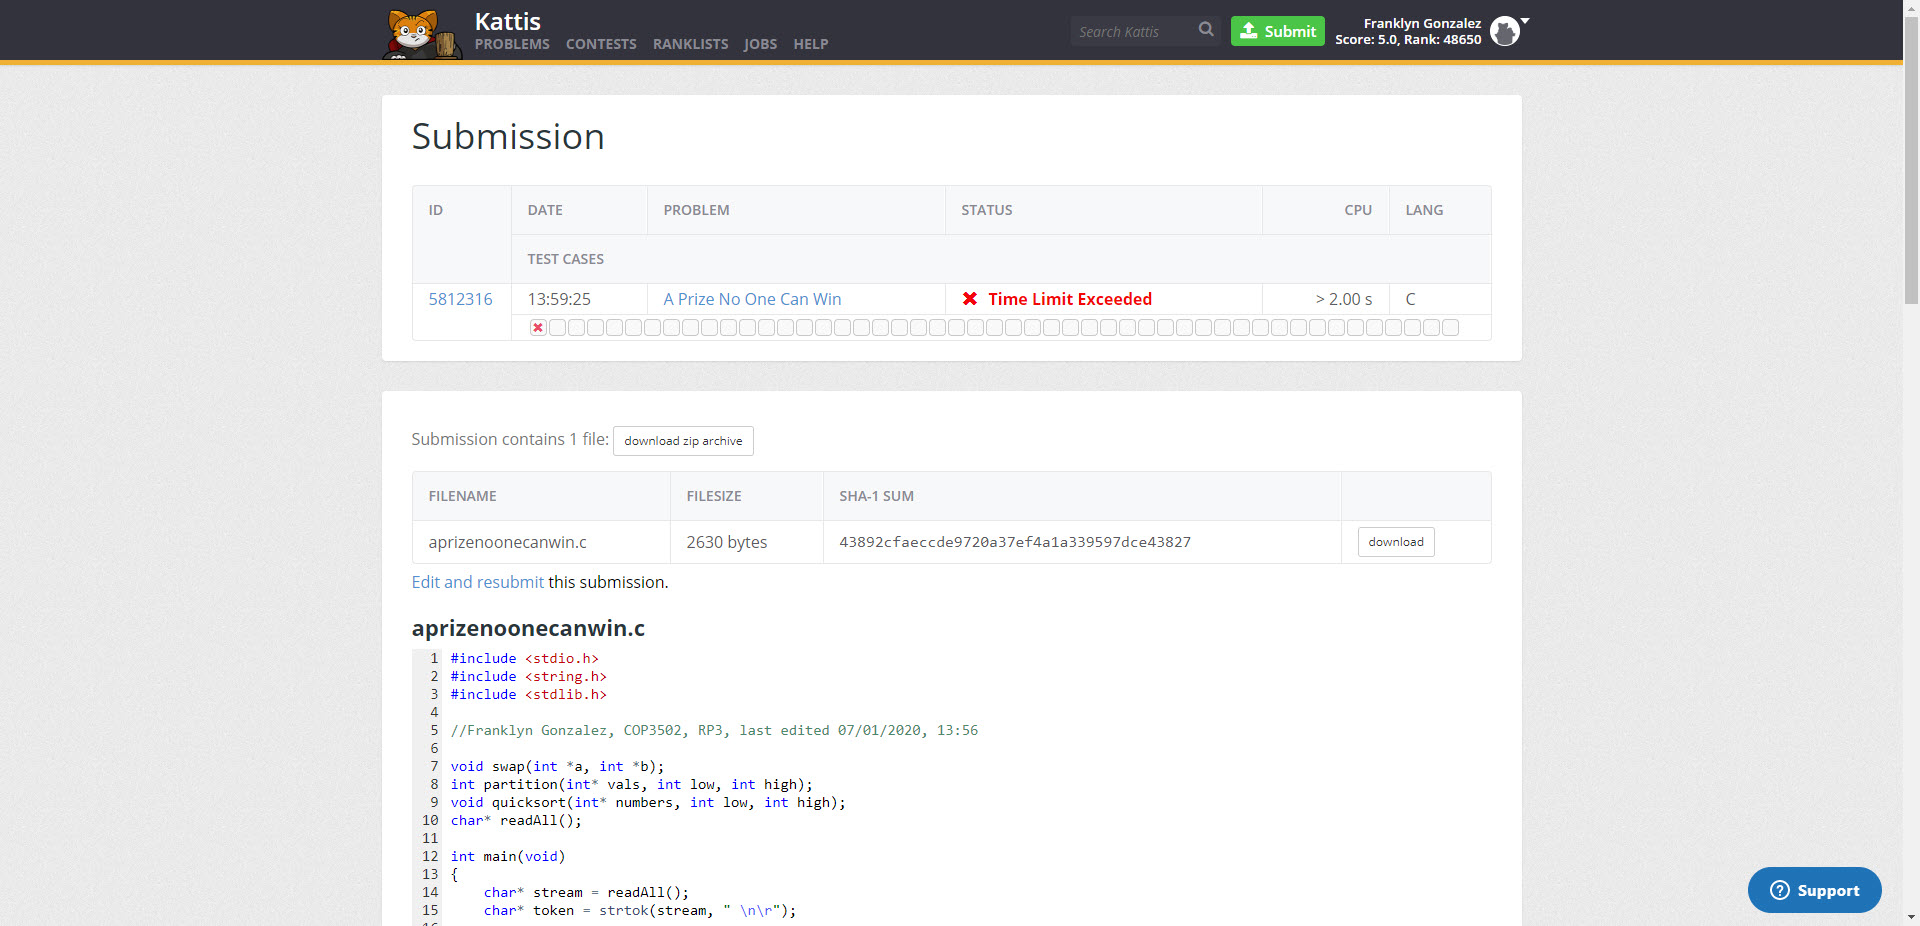 Kattis
PROBLEMS CONTESTS RANKLISTS JOBS HELP
Search Kattis
Submit
Franklyn Gonzalez
Score: 5.0, Rank: 48650
Submission
ID DATE PROBLEM STATUS CPU LANG
TEST CASES
5812316 13:59:25 A Prize No One Can Win Time Limit Exceeded > 2.00 s C
Submission contains 1 file: download zip archive
FILENAME FILESIZE SHA-1 SUM
aprizenoonecanwin.c 2630 bytes 43892cfaeccde9720a37ef4a1a339597dce43827 download
Edit and resubmit this submission.
aprizenoonecanwin.c
1 #include <stdio.h>
2 #include <string.h>
3 #include <stdlib.h>
4
5 //Franklyn Gonzalez, COP3502, RP3, last edited 07/01/2020, 13:56
6
7 void swap(int *a, int *b);
8 int partition(int* vals, int low, int high);
9 void quicksort(int* numbers, int low, int high);
10 char* readAll();
11
12 int main(void)
13 {
14 char* stream = readAll();
15 char* token = strtok(stream, " \n\r");
Support